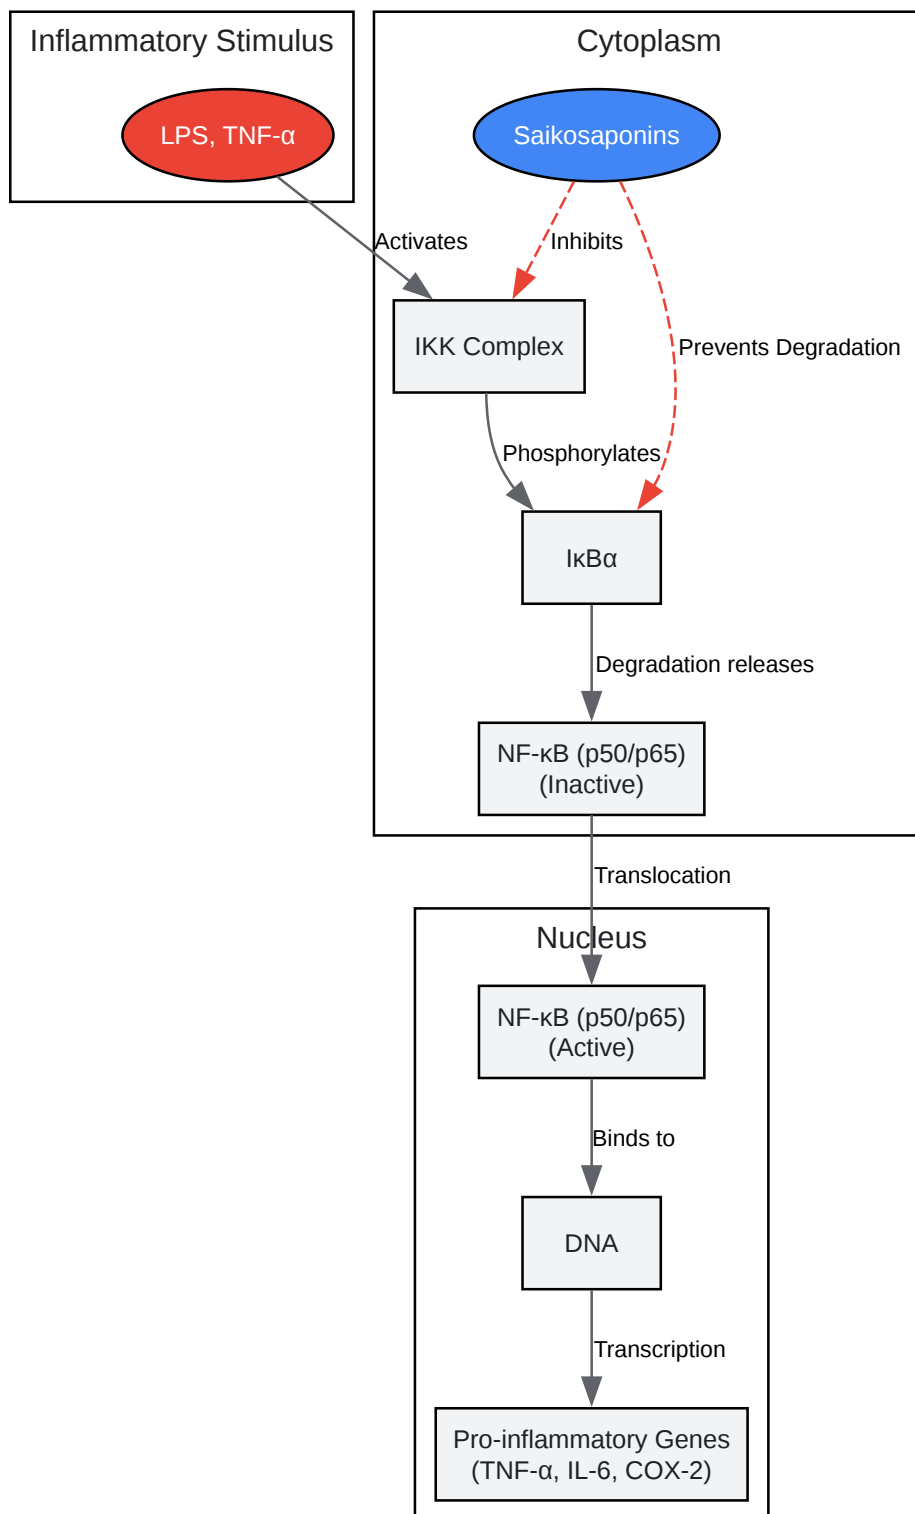 Inflammatory Stimulus
Cytoplasm
LPS, TNF-α
Saikosaponins
Activates
Inhibits
IKK Complex
Prevents Degradation
Phosphorylates
IκBα
Degradation releases
NF-κB (p50/p65)
(Inactive)
Translocation
Nucleus
NF-κB (p50/p65)
(Active)
Binds to
DNA
Transcription
Pro-inflammatory Genes
(TNF-α, IL-6, COX-2)